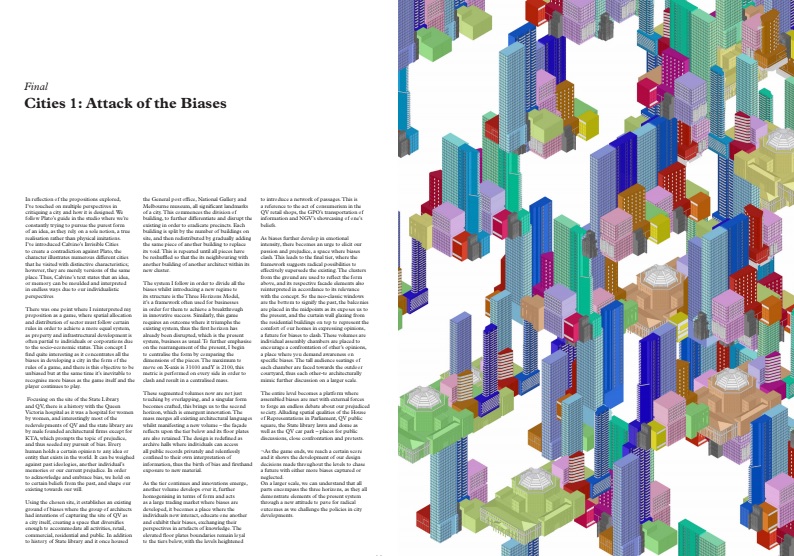 Final
Cities 1: Attack of the Biases
In reflection of the propositions explored,
I've touched on multiple perspectives in
critiquing a city and how it is designed. We
follow Plato's guide in the studio where we're
constantly trying to pursue the purest form
of an idea, as they rely on a sole notion, a true
realisation rather than physical imitations.
I've introduced Calvino's Invisible Cities
to create a contradiction against Plato, the
character illustrates numerous different cities
that he visited with distinctive characteristics;
however, they are merely versions of the same
place. Thus, Calvino's text states that an idea,
or memory can be moulded and interpreted
in endless ways due to our individualistic
perspectives
There was one point where I reinterpreted my
proposition as a game, where spatial allocation
and distribution of sector must follow certain
rules in order to achieve a more equal system,
as property and infrastructure development is
often partial to individuals or corporations due
to the socio-economic status. This concept I
find quite interesting as it concentrates all the
biases in developing a city in the form of the
rules of a game, and there is this objective to be
unbiased but at the same time it's inevitable to
recognise more biases as the game itself and the
player continues to play.
Focusing on the site of the State Library
and QV, there is a history with the Queen
Victoria hospital as it was a hospital for women
by women, and interestingly most of the
redevelopments of QV and the state library are
by male founded architectural firms except for
KTA, which prompts the topic of prejudice,
and thus seeded my pursuit of bias. Every
human holds a certain opinion to any idea or
entity that exists in the world. It can be weighed
against past ideologies, another individual's
memories or our current prejudice. In order
to acknowledge and embrace bias, we hold on
to certain beliefs from the past, and shape our
existing towards our will.
Using the chosen site, it establishes an existing
ground of biases where the group of architects
had intentions of capturing the site of QV as
a city itself, creating a space that diversifies
enough to accommodate all activities, retail,
commercial, residential and public. In addition
to history of State Library and it once housed
the General post office, National Gallery and
Melbourne museum, all significant landmarks
of a city. This commences the division of
building, to further differentiate and disrupt the
existing in order to eradicate precincts. Each
building is split by the number of buildings on
site, and then redistributed by gradually adding
the same piece of another building to replace
its void. This is repeated until all pieces have
be reshuffled so that its neighbouring with
another building of another architect within its
new cluster.
The system I follow in order to divide all the
biases whilst introducing a new regime to
its structure is the Three Horizons Model,
it's a framework often used for businesses
in order for them to achieve a breakthrough
in innovative success. Similarly, this game
requires an outcome where it triumphs the
existing system, thus the first horizon has
already been disrupted, which is the present
system, business as usual. To further emphasise
on the rearrangement of the present, I begin
to centralise the form by comparing the
dimensions of the pieces. The maximum to
move on X-axis is 31000 and Y is 2100, this
metric is performed on every side in order to
clash and result in a centralised mass.
These segmented volumes now are not just
touching by overlapping, and a singular form
becomes crafted, this brings us to the second
horizon, which is emergent innovation. The
mass merges all existing architectural languages
whilst manifesting a new volume – the façade
reflects upon the tier below and its floor plates
are also retained. The design is redefined as
archive halls where individuals can access
all public records privately and relentlessly
confined to their own interpretation of
information, thus the birth of bias and firsthand
exposure to new material.
As the tier continues and innovations emerge,
another volume develops over it, further
homogenising in terms of form and acts
as a large trading market where biases are
developed, it becomes a place where the
individuals now interact, educate one another
and exhibit their biases, exchanging their
perspectives in artefacts of knowledge. The
elevated floor plates boundaries remain loyal
to the tiers below, with the levels heightened
to introduce a network of passages. This is
a reference to the act of consumerism in the
QV retail shops, the GPO's transportation of
information and NGV's showcasing of one's
beliefs.
As biases further develop in emotional
intensity, there becomes an urge to elicit our
passion and prejudice, a space where biases
clash. This leads to the final tier, where the
framework suggests radical possibilities to
effectively supersede the existing. The clusters
from the ground are used to reflect the form
above, and its respective facade elements also
reinterpreted in accordance to its relevance
with the concept. So the neo-classic windows
are the bottom to signify the past, the balconies
are placed in the midpoints as its expose us to
the present, and the curtain wall glazing from
the residential buildings on top to represent the
comfort of our homes in expressing opinions,
a future for biases to clash. These volumes are
individual assembly chambers are placed to
encourage a confrontation of other's opinions,
a place where you demand awareness on
specific biases. The tall audience seatings of
each chamber are faced towards the outdoor
courtyard, thus each other-to architecturally
mimic further discussion on a larger scale.
The entire level becomes a platform where
assembled biases are met with external forces
to forge an endless debate about our prejudiced
society. Alluding spatial qualities of the House
of Representations in Parliament, QV public
square, the State library lawn and dome as
well as the QV car park – places for public
discussions, close confrontation and protests.
~As the game ends, we reach a certain score
and it shows the development of our design
decisions made throughout the levels to chase
a future with either more biases captured or
neglected.
On a larger scale, we can understand that all
parts encompass the three horizons, as they all
demonstrate elements of the present system
through a new attitude to pave for radical
outcomes as we challenge the policies in city
developments.